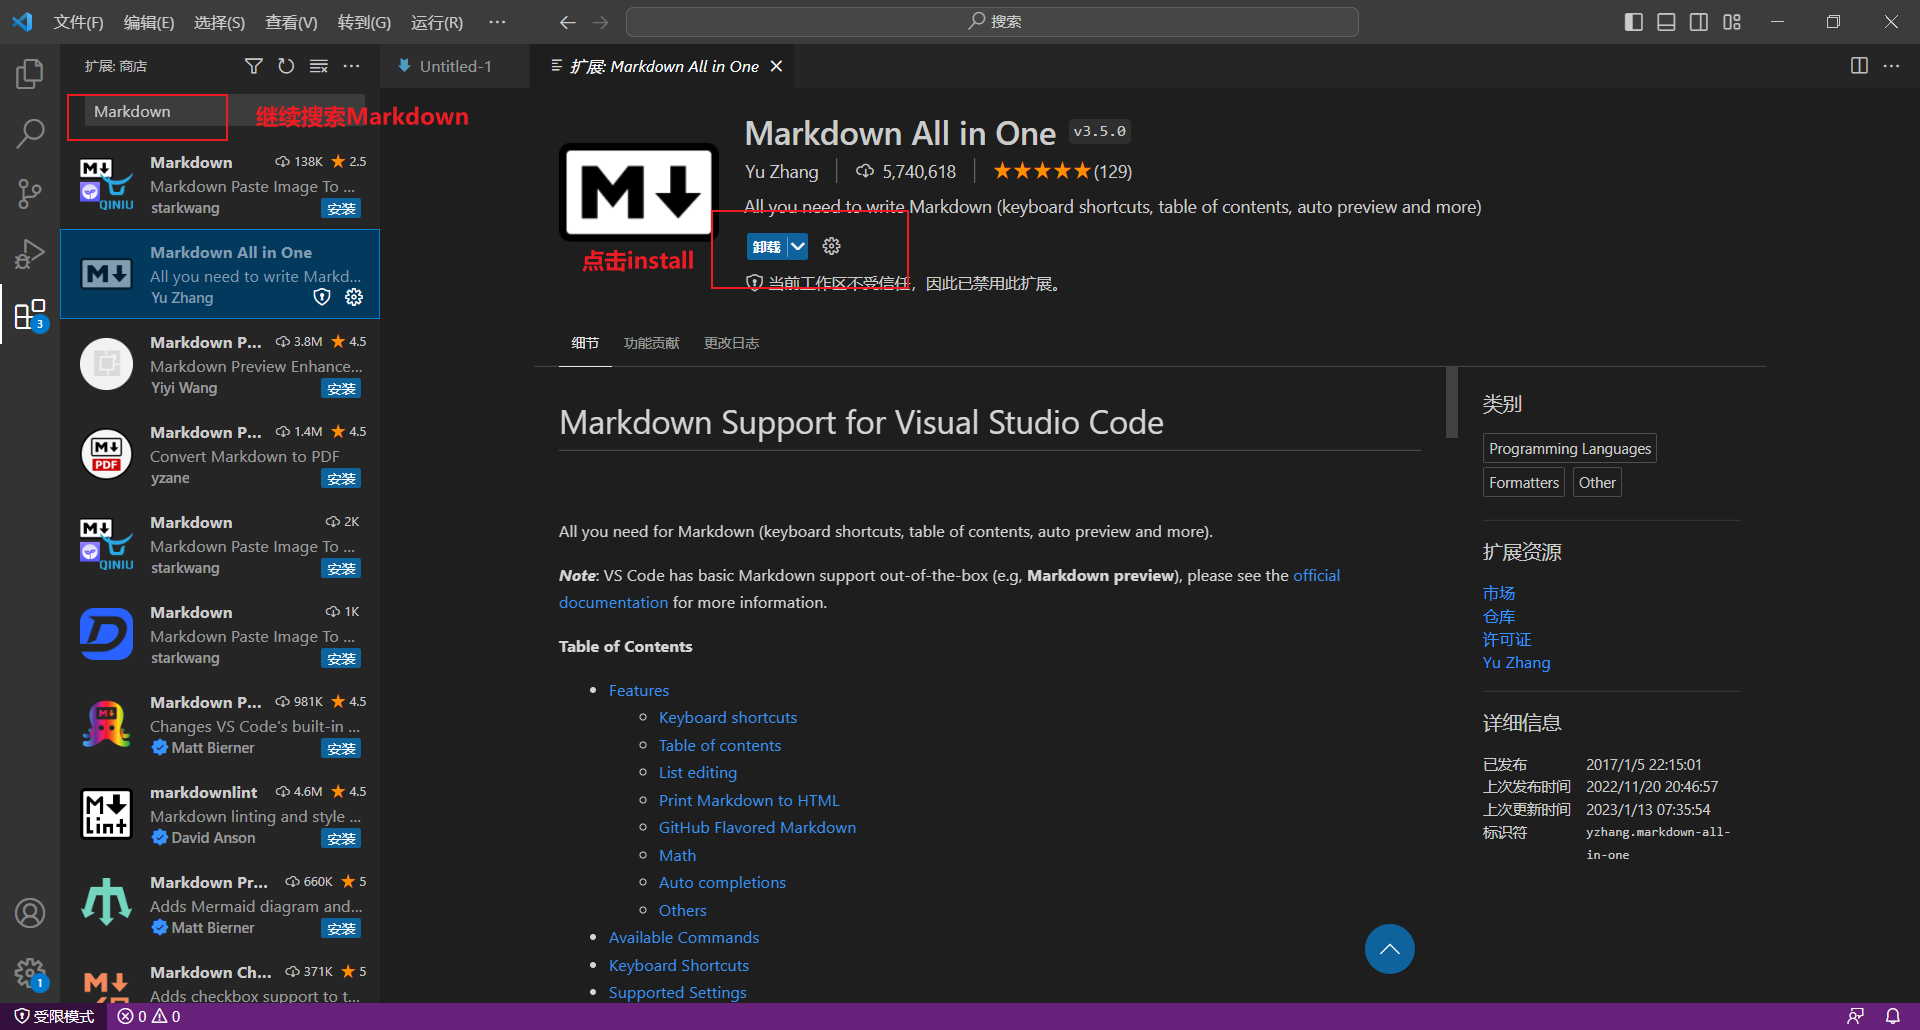 文件(F) 编辑(E) 选择(S) 查看(V) 转到(G) 运行(R) ··· 搜索
扩展: 商店
Untitled-1
扩展: Markdown All in One
Markdown
继续搜索Markdown
Markdown 138K 2.5
Markdown Paste Image To ...
starkwang 安装
QINIU
Markdown All in One
All you need to write Markd...
Yu Zhang
Markdown P... 3.8M 4.5
Markdown Preview Enhance...
Yiyi Wang 安装
Markdown P... 1.4M 4.5
Convert Markdown to PDF
yzane 安装
PDF
Markdown 2K
Markdown Paste Image To ...
starkwang 安装
QINIU
Markdown 1K
Markdown Paste Image To ...
starkwang 安装
Markdown P... 981K 4.5
Changes VS Code's built-in ...
Matt Bierner 安装
markdownlint 4.6M 4.5
Markdown linting and style ...
David Anson 安装
M
lint
Markdown Pr... 660K 5
Adds Mermaid diagram and...
Matt Bierner 安装
Markdown Ch... 371K 5
Adds checkbox support to t...
3
1
M
Markdown All in One v3.5.0
Yu Zhang 5,740,618 (129)
All you need to write Markdown (keyboard shortcuts, table of contents, auto preview and more)
卸载
点击install
当前工作区不受信任，因此已禁用此扩展。
细节 功能贡献 更改日志
Markdown Support for Visual Studio Code
All you need for Markdown (keyboard shortcuts, table of contents, auto preview and more).
Note: VS Code has basic Markdown support out-of-the-box (e.g, Markdown preview), please see the official
documentation for more information.
Table of Contents
Features
Keyboard shortcuts
Table of contents
List editing
Print Markdown to HTML
GitHub Flavored Markdown
Math
Auto completions
Others
Available Commands
Keyboard Shortcuts
Supported Settings
类别
Programming Languages
Formatters Other
扩展资源
市场
仓库
许可证
Yu Zhang
详细信息
已发布 2017/1/5 22:15:01
上次发布时间 2022/11/20 20:46:57
上次更新时间 2023/1/13 07:35:54
标识符 yzhang.markdown-all-
in-one
受限模式 0 0